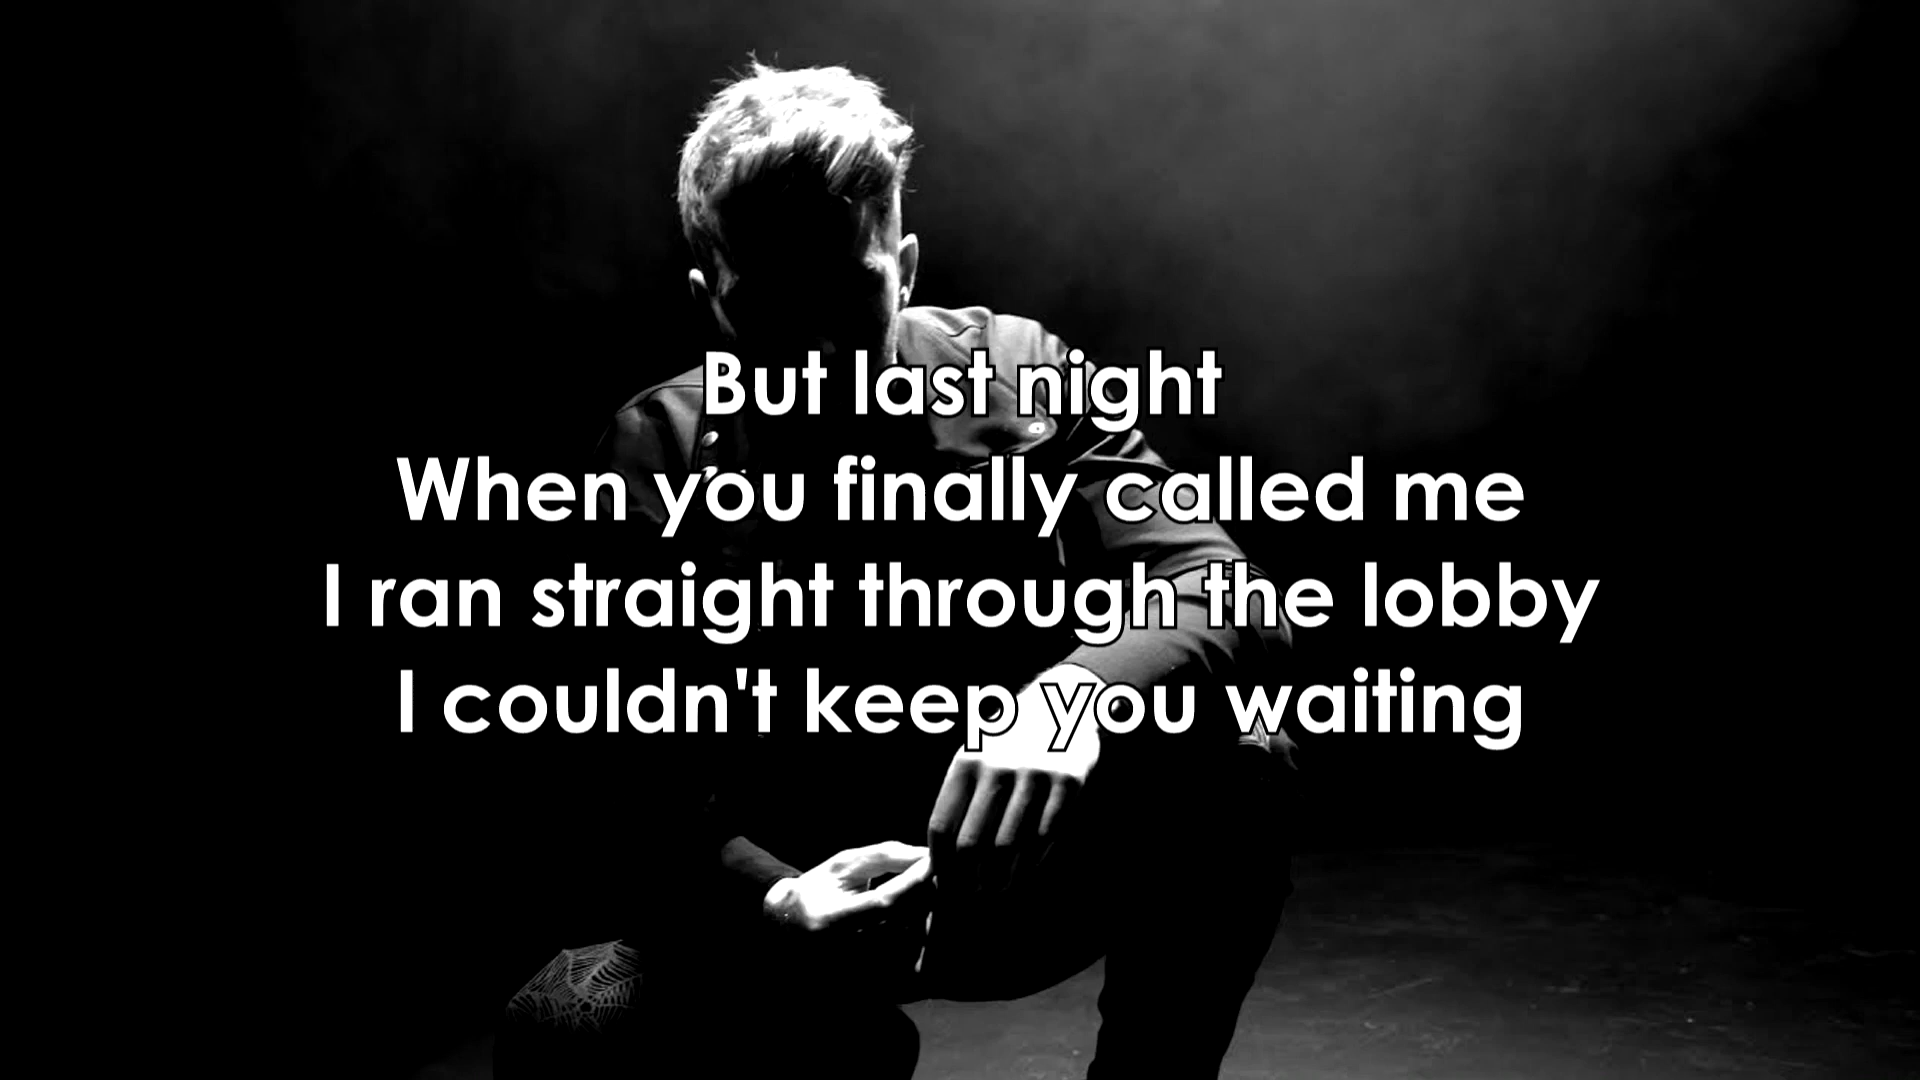 But last night
When you finally called me
I ran straight through the lobby
I couldn't keep you waiting